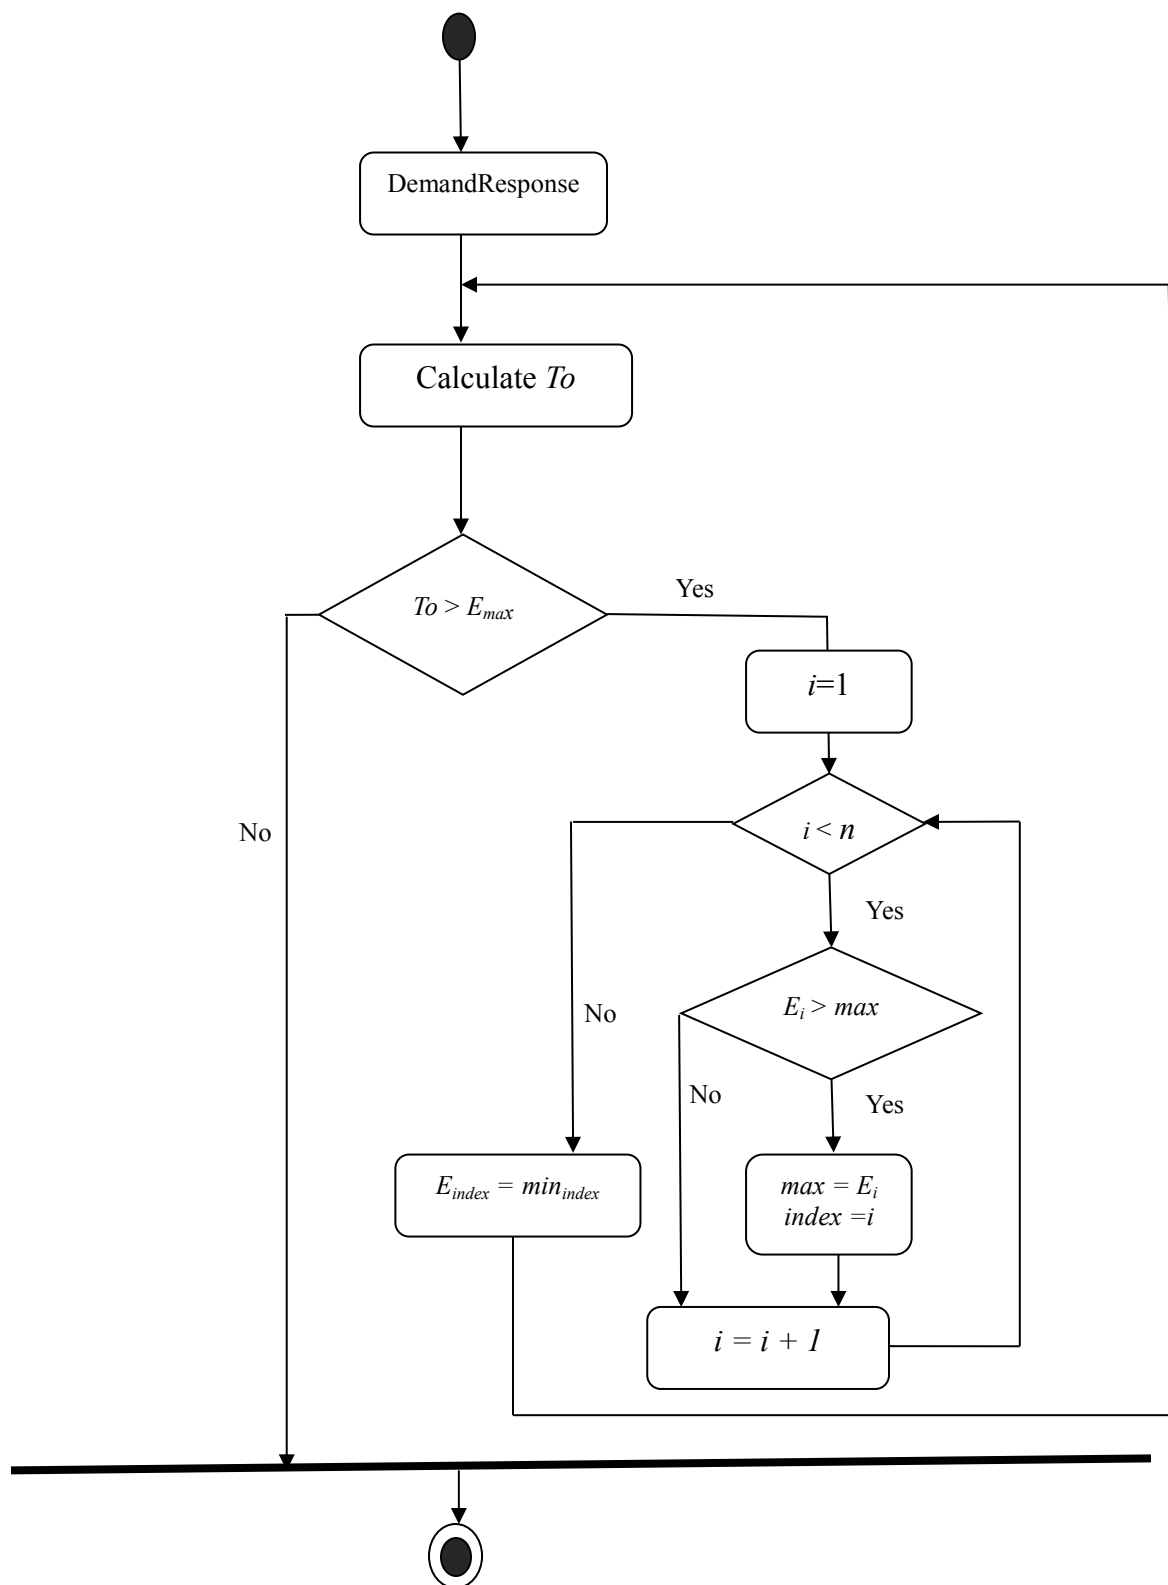 DemandResponse
Calculate To
To > Emax
Yes
i=1
No
i < n
Yes
Ei > max
No
No
Yes
Eindex = minindex
max = Ei
index =i
i = i + 1